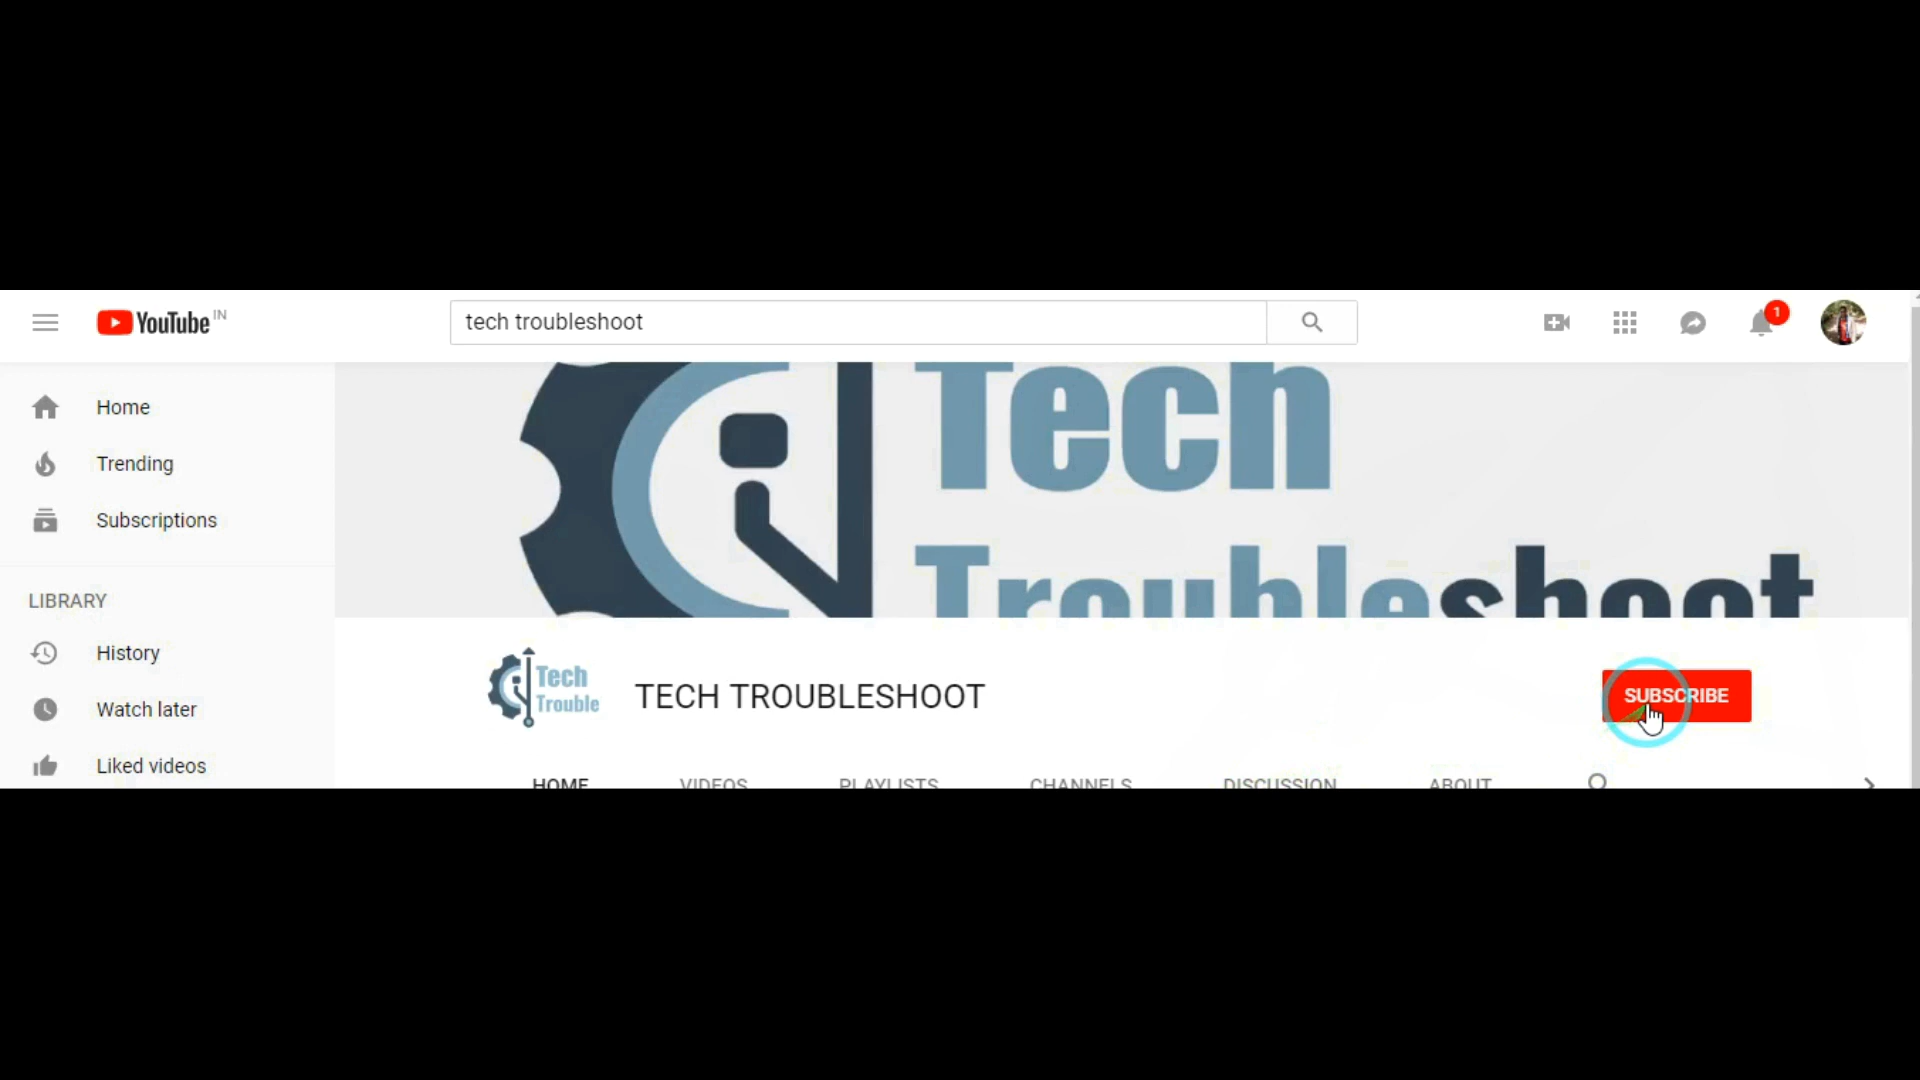 YouTube IN
tech troubleshoot
1
Home
Trending
Subscriptions
LIBRARY
History
Watch later
Liked videos
Tech
Troubleshoot
Tech
Trouble
TECH TROUBLESHOOT
SUBSCRIBE
HOME VIDEOS PLAYLISTS CHANNELS DISCUSSION ABOUT